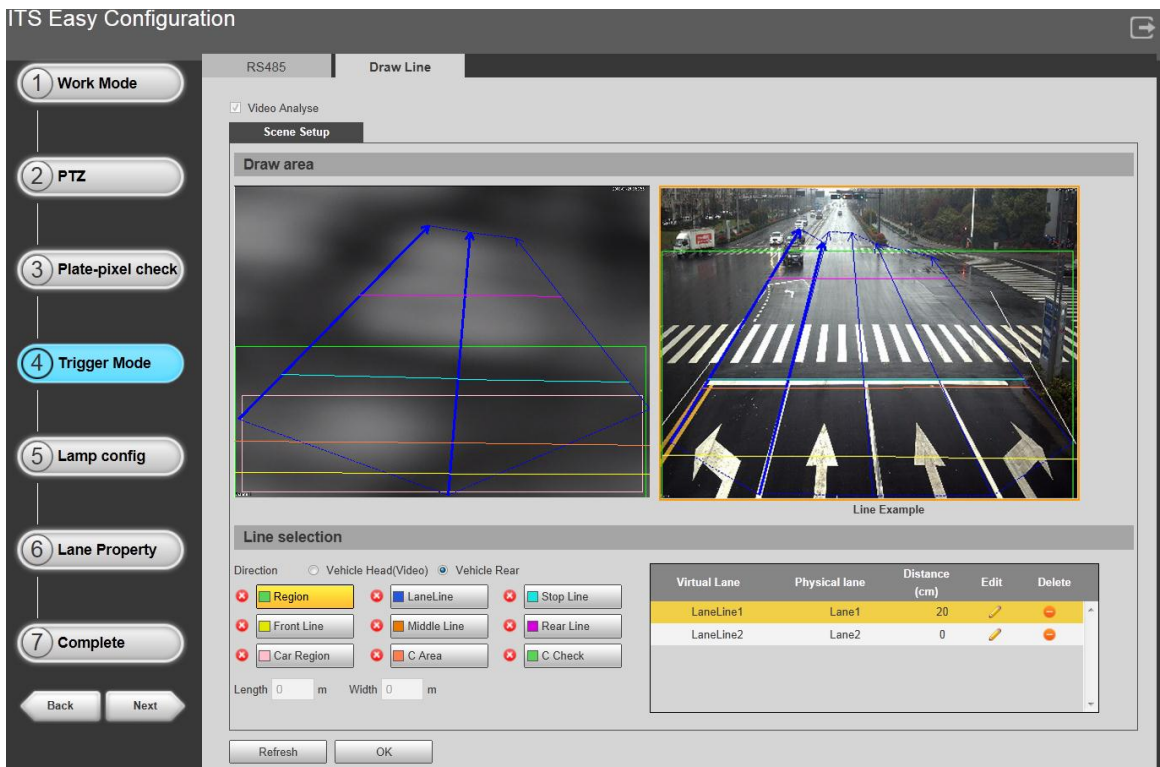 ITS Easy Configuration
1 Work Mode
2 PTZ
3 Plate-pixel check
4 Trigger Mode
5 Lamp config
6 Lane Property
7 Complete
Back Next
RS485 Draw Line
Video Analyse
Scene Setup
Draw area
Line Example
Line selection
Direction Vehicle Head(Video) Vehicle Rear
Region LaneLine Stop Line
Front Line Middle Line Rear Line
Car Region C Area C Check
Length 0 m Width 0 m
Virtual Lane Physical lane Distance (cm) Edit Delete
LaneLine1 Lane1 20
LaneLine2 Lane2 0
Refresh OK